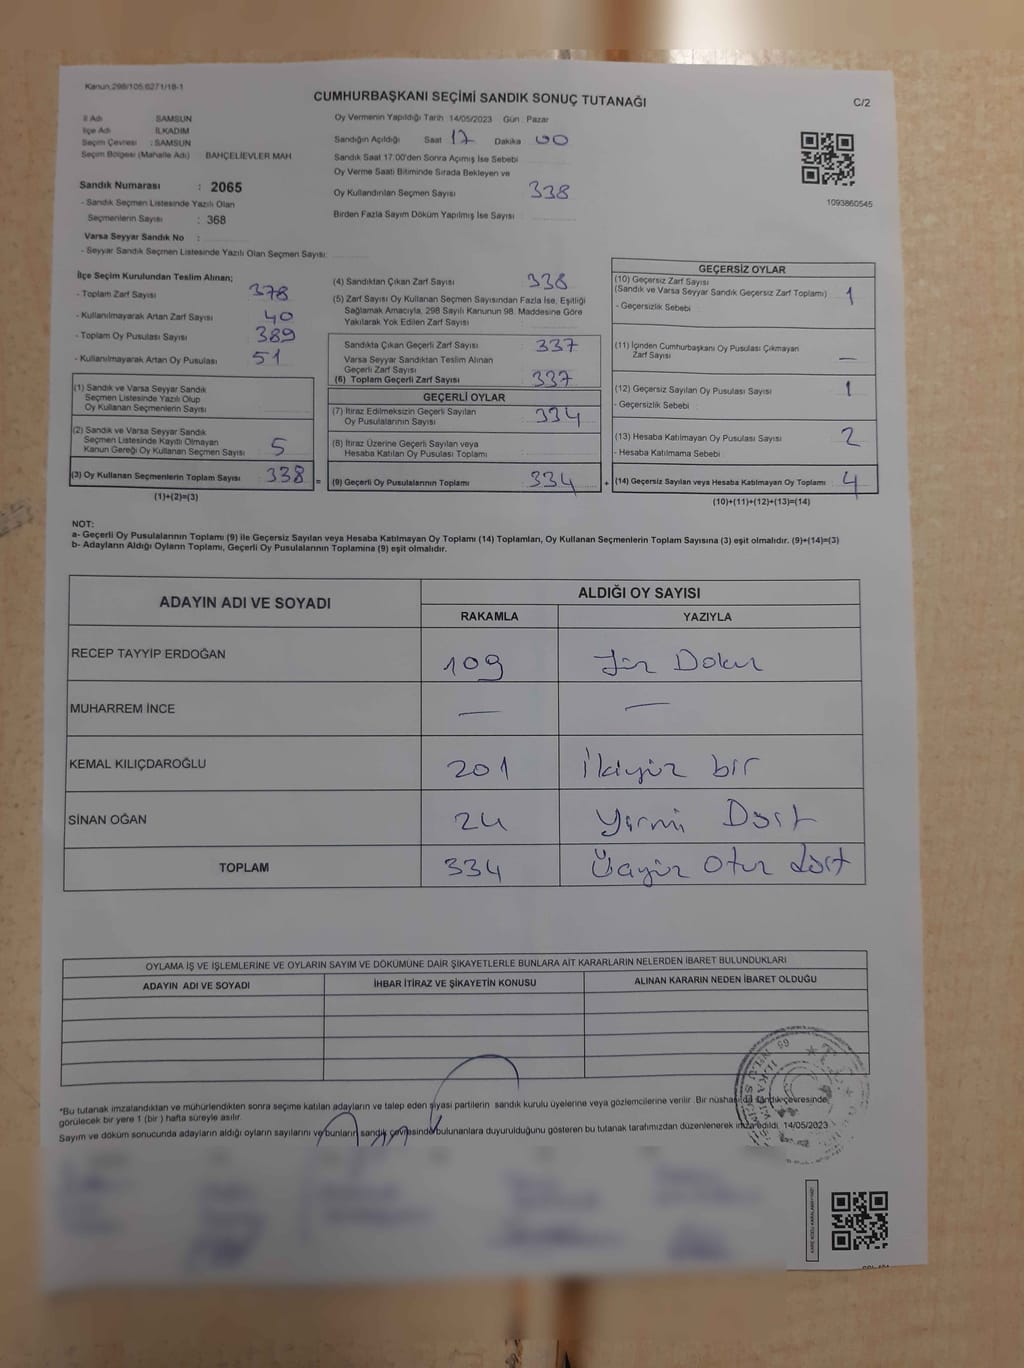 Kanun.298/105,6271/18-1
CUMHURBAŞKANI SEÇİMİ SANDIK SONUÇ TUTANAĞI
C/2
İl Adı SAMSUN
İlçe Adı İLKADIM
Seçim Çevresi : SAMSUN
Seçim Bölgesi (Mahalle Adı) BAHÇELİEVLER MAH
Sandık Numarası : 2065
- Sandık Seçmen Listesinde Yazılı Olan
Seçmenlerin Sayısı : 368
Varsa Seyyar Sandık No :
- Seyyar Sandık Seçmen Listesinde Yazılı Olan Seçmen Sayısı:
Oy Vermenin Yapıldığı Tarih 14/05/2023 Gün : Pazar
Sandığın Açıldığı Saat 17 Dakika 00
Sandık Saat 17.00'den Sonra Açımış İse Sebebi
Oy Verme Saati Bitiminde Sırada Bekleyen ve
Oy Kullandırılan Seçmen Sayısı 338
Birden Fazla Sayım Döküm Yapılmış İse Sayısı
1093860545
İlçe Seçim Kurulundan Teslim Alınan;
- Toplam Zarf Sayısı 378
- Kullanılmayarak Artan Zarf Sayısı 40
- Toplam Oy Pusulası Sayısı 389
- Kullanılmayarak Artan Oy Pusulası 51
(1) Sandık ve Varsa Seyyar Sandık
Seçmen Listesinde Yazılı Olup
Oy Kullanan Seçmenlerin Sayısı
(2) Sandık ve Varsa Seyyar Sandık
Seçmen Listesinde Kayıtlı Olmayan
Kanun Gereği Oy Kullanan Seçmen Sayısı 5
(3) Oy Kullanan Seçmenlerin Toplam Sayısı 338
(1)+(2)=(3)
(4) Sandıktan Çıkan Zarf Sayısı 338
(5) Zarf Sayısı Oy Kullanan Seçmen Sayısından Fazla İse, Eşitliği
Sağlamak Amacıyla, 298 Sayılı Kanunun 98. Maddesine Göre
Yakılarak Yok Edilen Zarf Sayısı
Sandıkta Çıkan Geçerli Zarf Sayısı 337
Varsa Seyyar Sandıktan Teslim Alınan
Geçerli Zarf Sayısı
(6) Toplam Geçerli Zarf Sayısı 337
GEÇERLİ OYLAR
(7) İtiraz Edilmeksizin Geçerli Sayılan
Oy Pusulalarının Sayısı 334
(8) İtiraz Üzerine Geçerli Sayılan veya
Hesaba Katılan Oy Pusulası Toplamı
= (9) Geçerli Oy Pusulalarının Toplamı 334
GEÇERSİZ OYLAR
(10) Geçersiz Zarf Sayısı
(Sandık ve Varsa Seyyar Sandık Geçersiz Zarf Toplamı) 1
- Geçersizlik Sebebi
(11) İçinden Cumhurbaşkanı Oy Pusulası Çıkmayan
Zarf Sayısı —
(12) Geçersiz Sayılan Oy Pusulası Sayısı 1
- Geçersizlik Sebebi
(13) Hesaba Katılmayan Oy Pusulası Sayısı 2
- Hesaba Katılmama Sebebi
+ (14) Geçersiz Sayılan veya Hesaba Katılmayan Oy Toplamı 4
(10)+(11)+(12)+(13)=(14)
NOT:
a- Geçerli Oy Pusulalarının Toplamı (9) ile Geçersiz Sayılan veya Hesaba Katılmayan Oy Toplamı (14) Toplamları, Oy Kullanan Seçmenlerin Toplam Sayısına (3) eşit olmalıdır. (9)+(14)=(3)
b- Adayların Aldığı Oyların Toplamı, Geçerli Oy Pusulalarının Toplamına (9) eşit olmalıdır.
ADAYIN ADI VE SOYADI
ALDIĞI OY SAYISI
RAKAMLA YAZIYLA
RECEP TAYYİP ERDOĞAN 109 Yüz Dokuz
MUHARREM İNCE — —
KEMAL KILIÇDAROĞLU 201 İkiyüz bir
SİNAN OĞAN 24 Yirmi Dört
TOPLAM 334 Üçyüz Otuz dört
OYLAMA İŞ VE İŞLEMLERİNE VE OYLARIN SAYIM VE DÖKÜMÜNE DAİR ŞİKAYETLERLE BUNLARA AİT KARARLARIN NELERDEN İBARET BULUNDUKLARI
ADAYIN ADI VE SOYADI İHBAR İTİRAZ VE ŞİKAYETİN KONUSU ALINAN KARARIN NEDEN İBARET OLDUĞU
*Bu tutanak imzalandıktan ve mühürlendikten sonra seçime katılan adayların ve talep eden siyasi partilerin sandık kurulu üyelerine veya gözlemcilerine verilir. Bir nüshası da sandık çevresinde
görülecek bir yere 1 (bir) hafta süreyle asılır.
Sayım ve döküm sonucunda adayların aldığı oyların sayılarını ve bunların sandık çevresinde bulunanlara duyurulduğunu gösteren bu tutanak tarafımızdan düzenlenerek imza edildi. 14/05/2023